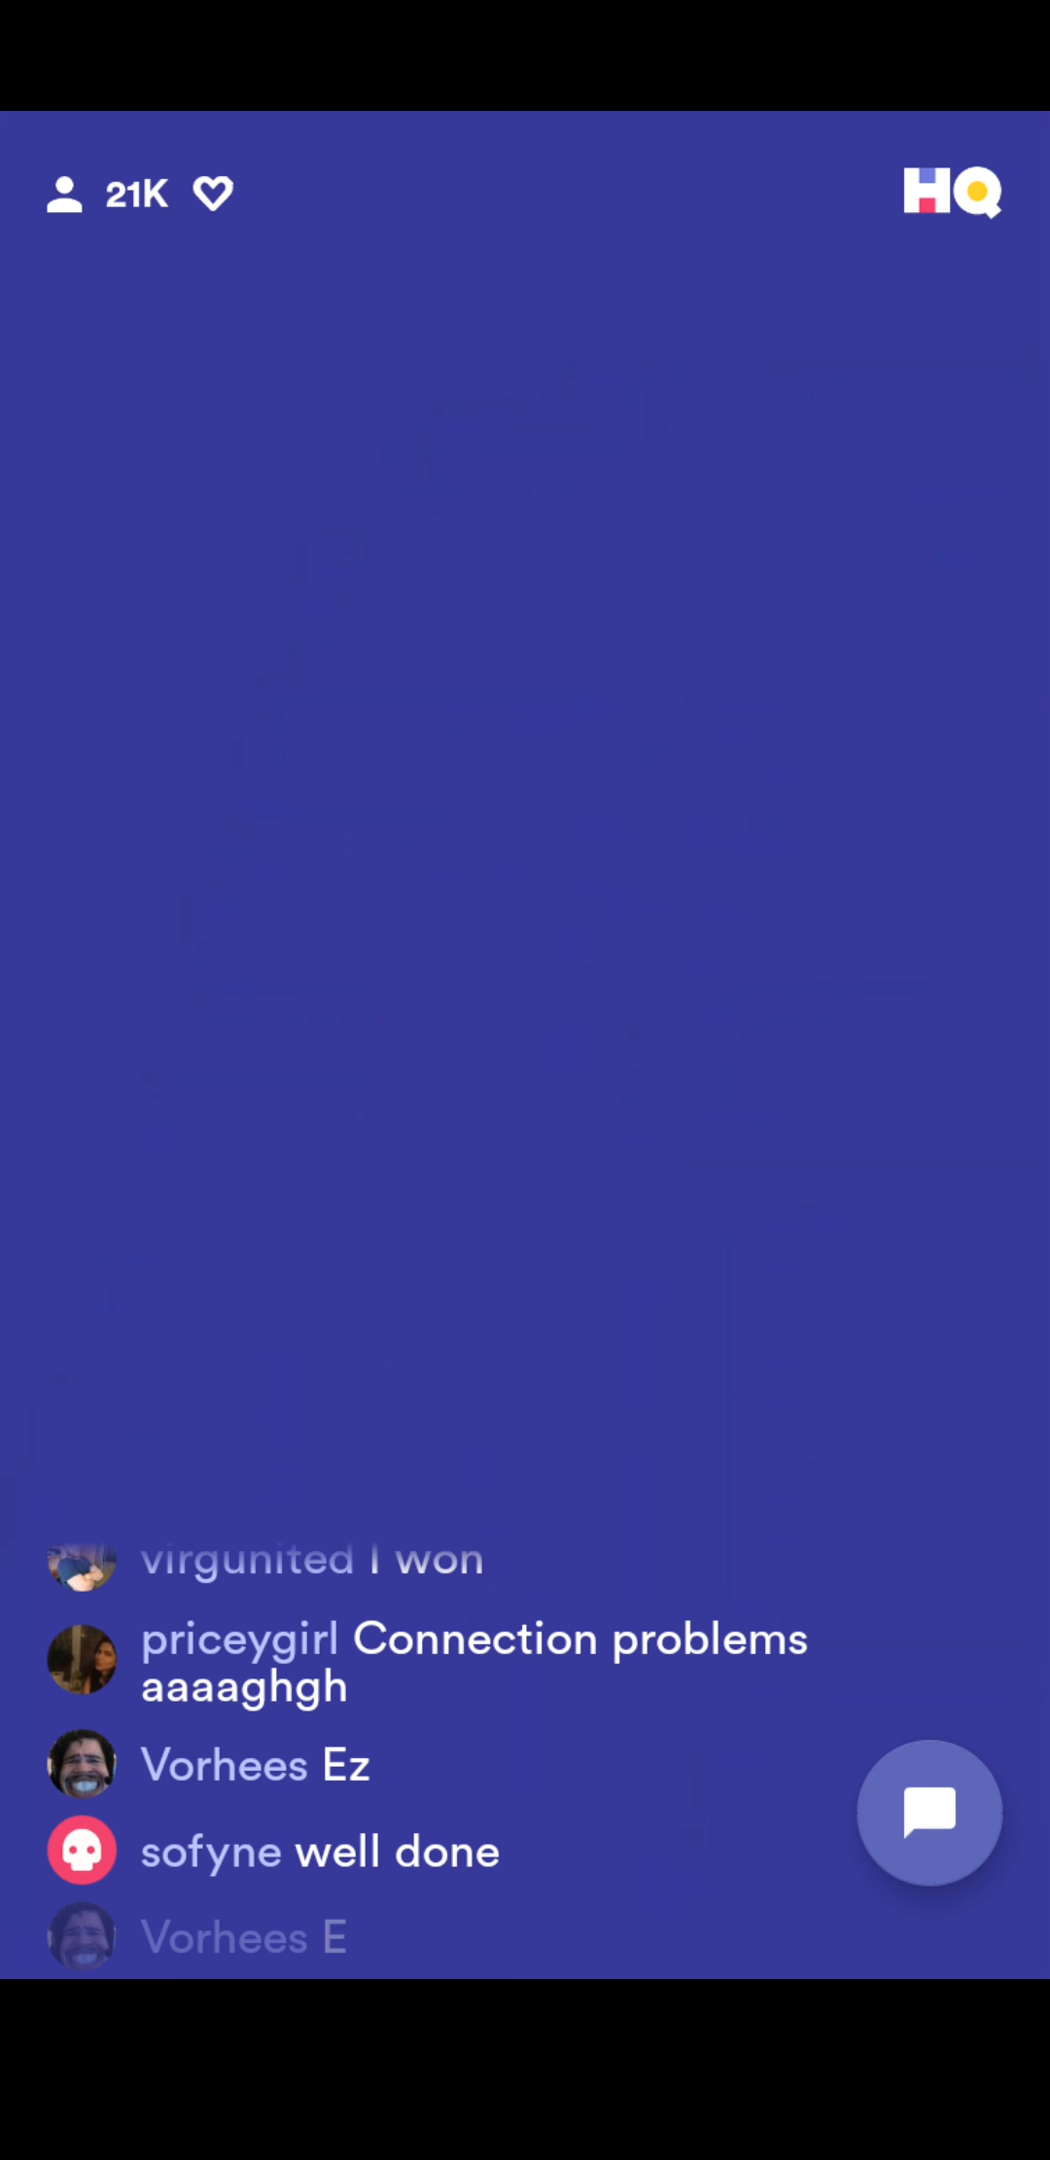 21K
HQ
virgunited I won
priceygirl Connection problems
aaaaghgh
Vorhees Ez
sofyne well done
Vorhees E